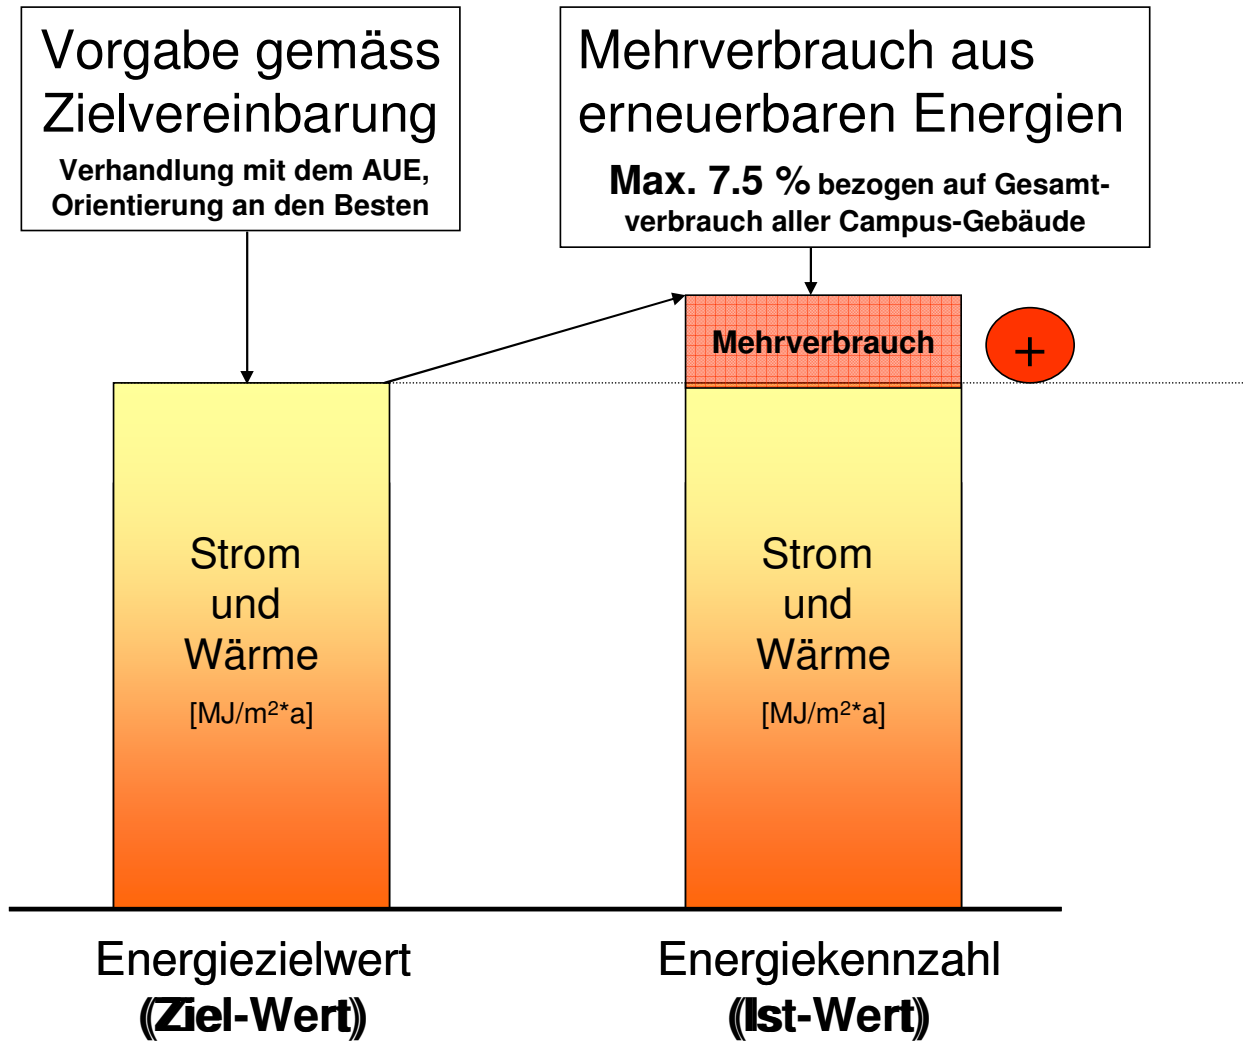 Vorgabe gemäss
Zielvereinbarung
Verhandlung mit dem AUE,
Orientierung an den Besten
Mehrverbrauch aus
erneuerbaren Energien
Max. 7.5 % bezogen auf Gesamt-
verbrauch aller Campus-Gebäude
Mehrverbrauch
+
Strom
und
Wärme
[MJ/m²*a]
Strom
und
Wärme
[MJ/m²*a]
Energiezielwert
(Ziel-Wert)
Energiekennzahl
(Ist-Wert)